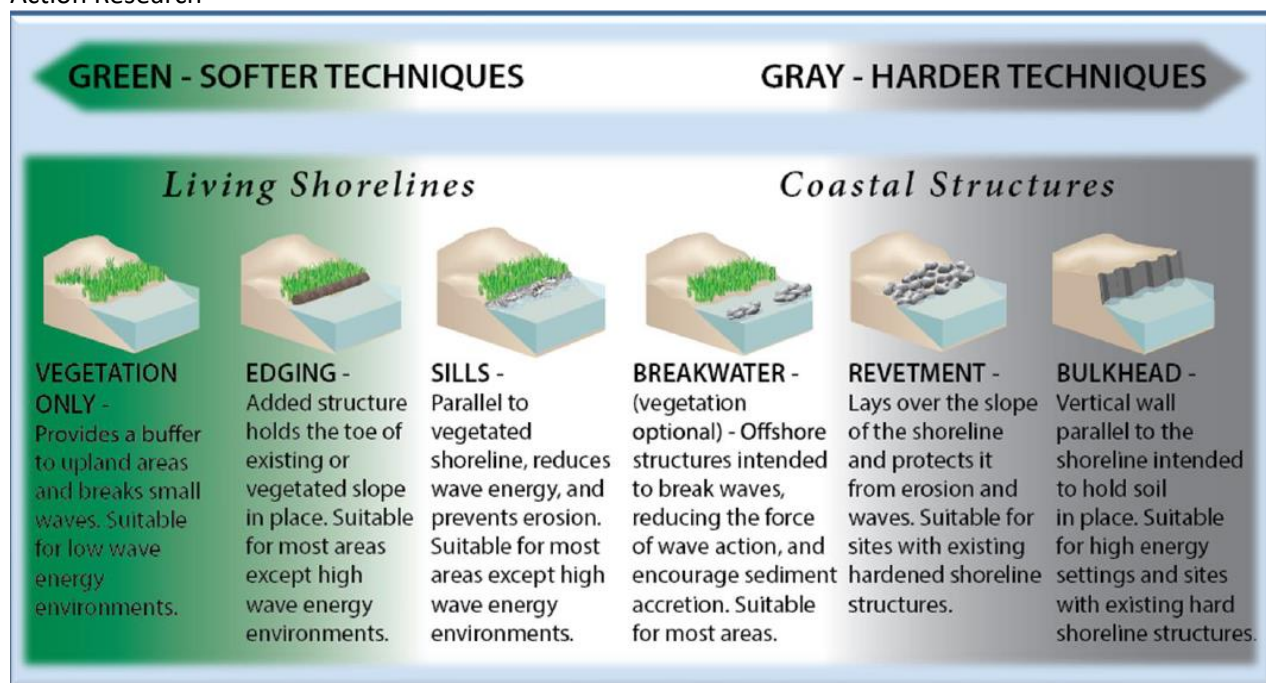 Action Research
GREEN - SOFTER TECHNIQUES
GRAY - HARDER TECHNIQUES
Living Shorelines
Coastal Structures
VEGETATION
ONLY -
Provides a buffer
to upland areas
and breaks small
waves. Suitable
for low wave
energy
environments.
EDGING -
Added structure
holds the toe of
existing or
vegetated slope
in place. Suitable
for most areas
except high
wave energy
environments.
SILLS -
Parallel to
vegetated
shoreline, reduces
wave energy, and
prevents erosion.
Suitable for most
areas except high
wave energy
environments.
BREAKWATER -
(vegetation
optional) - Offshore
structures intended
to break waves,
reducing the force
of wave action, and
encourage sediment
accretion. Suitable
for most areas.
REVETMENT -
Lays over the slope
of the shoreline
and protects it
from erosion and
waves. Suitable for
sites with existing
hardened shoreline
structures.
BULKHEAD -
Vertical wall
parallel to the
shoreline intended
to hold soil
in place. Suitable
for high energy
settings and sites
with existing hard
shoreline structures.